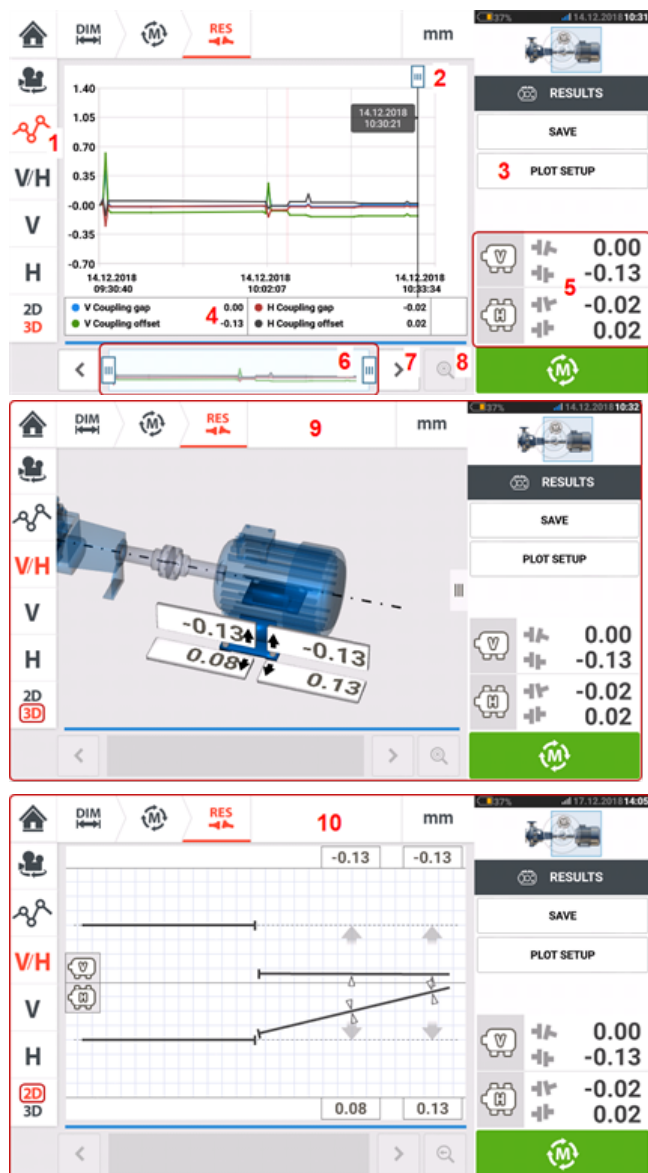 37% 14.12.2018 10:31
DIM RES mm
2
1.40
1.05
14.12.2018
10:30:21
RESULTS
1
0.70
SAVE
0.35
3 PLOT SETUP
V/H
-0.00
V
-0.35
H
-0.70
14.12.2018 14.12.2018 14.12.2018
09:30:40 10:02:07 10:33:34
V 0.00
-0.13
5
H -0.02
0.02
2D
3D
V Coupling gap 0.00 H Coupling gap -0.02
V Coupling offset -0.13 H Coupling offset 0.02
4
6 7 8
M
37% 14.12.2018 10:32
DIM RES 9 mm
RESULTS
SAVE
PLOT SETUP
V/H
V
H
2D
3D
-0.13 -0.13
0.08 0.13
V 0.00
-0.13
H -0.02
0.02
M
37% 17.12.2018 14:05
DIM RES 10 mm
-0.13 -0.13
RESULTS
SAVE
PLOT SETUP
V/H
V
H
V
H
2D
3D
0.08 0.13
V 0.00
-0.13
H -0.02
0.02
M